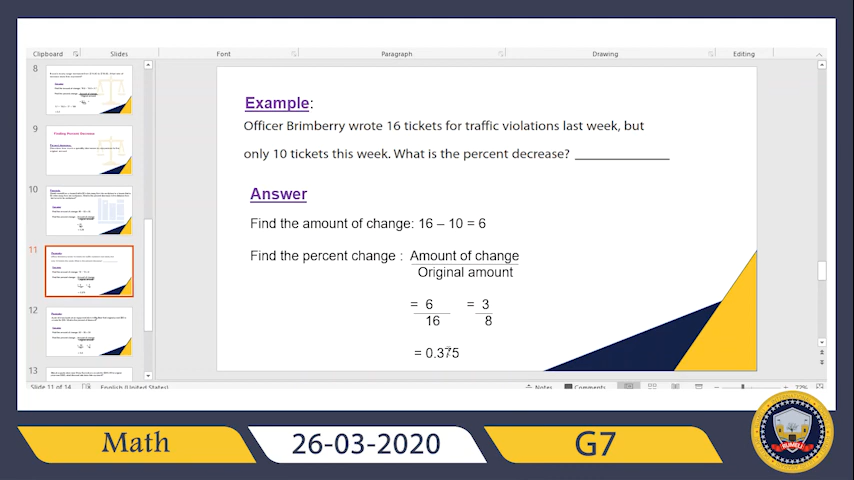 Clipboard
Slides
Font
Paragraph
Drawing
Editing
8
9
Finding Percent Decrease
10
11
12
13
Example:
Officer Brimberry wrote 16 tickets for traffic violations last week, but
only 10 tickets this week. What is the percent decrease? ______________
Answer
Find the amount of change: 16 – 10 = 6
Find the percent change : Amount of change
Original amount
= 6 = 3
16 8
= 0.375
Slide 11 of 14
English (United States)
Notes
Comments
72%
Math
26-03-2020
G7